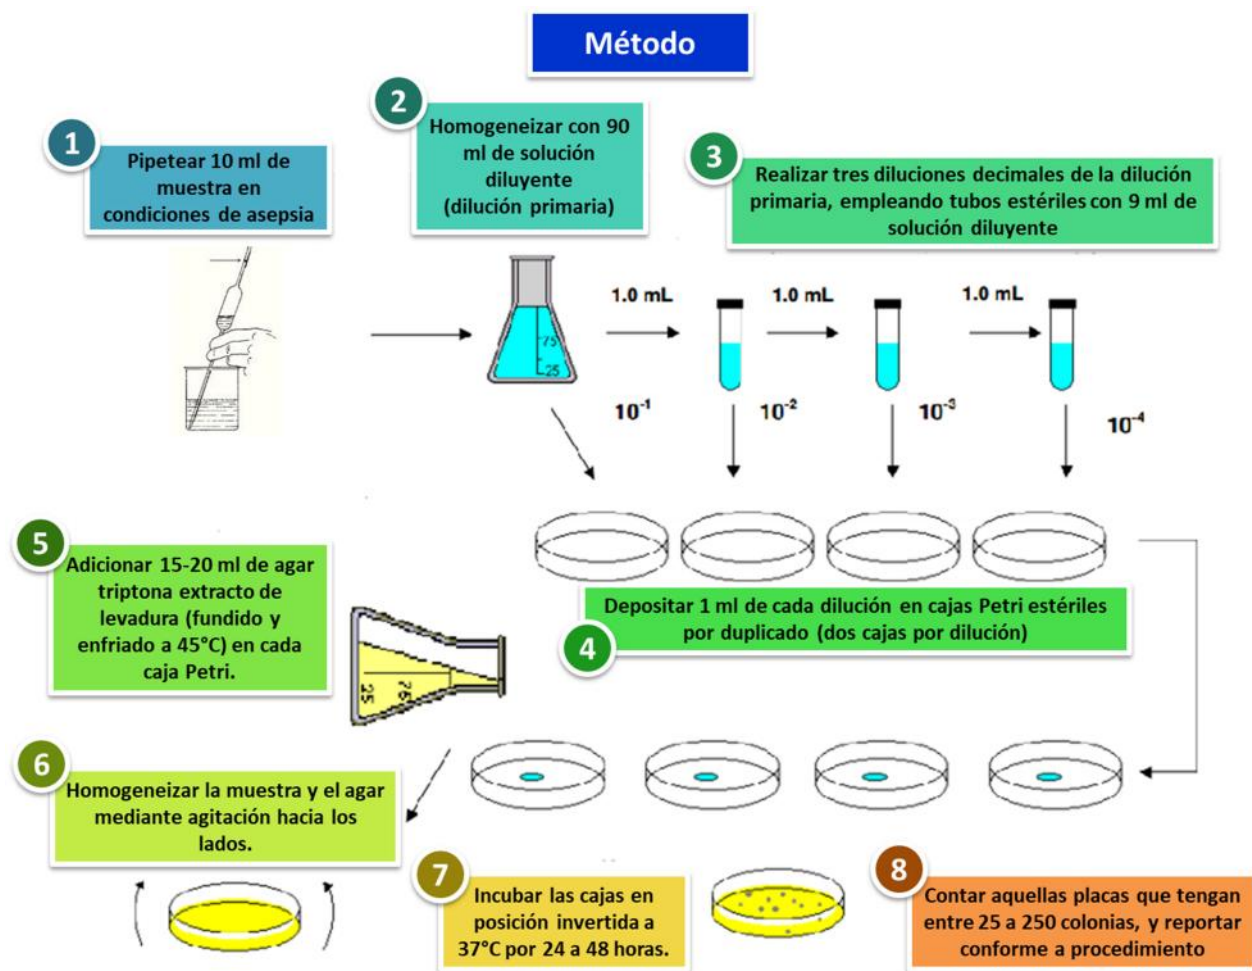 Método
1
Pipetear 10 ml de
muestra en
condiciones de asepsia
2
Homogeneizar con 90
ml de solución
diluyente
(dilución primaria)
3
Realizar tres diluciones decimales de la dilución
primaria, empleando tubos estériles con 9 ml de
solución diluyente
1.0 mL
1.0 mL
1.0 mL
75
25
10⁻¹
10⁻²
10⁻³
10⁻⁴
4
Depositar 1 ml de cada dilución en cajas Petri estériles
por duplicado (dos cajas por dilución)
5
Adicionar 15-20 ml de agar
triptona extracto de
levadura (fundido y
enfriado a 45°C) en cada
caja Petri.
25
75
6
Homogeneizar la muestra y el agar
mediante agitación hacia los
lados.
7
Incubar las cajas en
posición invertida a
37°C por 24 a 48 horas.
8
Contar aquellas placas que tengan
entre 25 a 250 colonias, y reportar
conforme a procedimiento